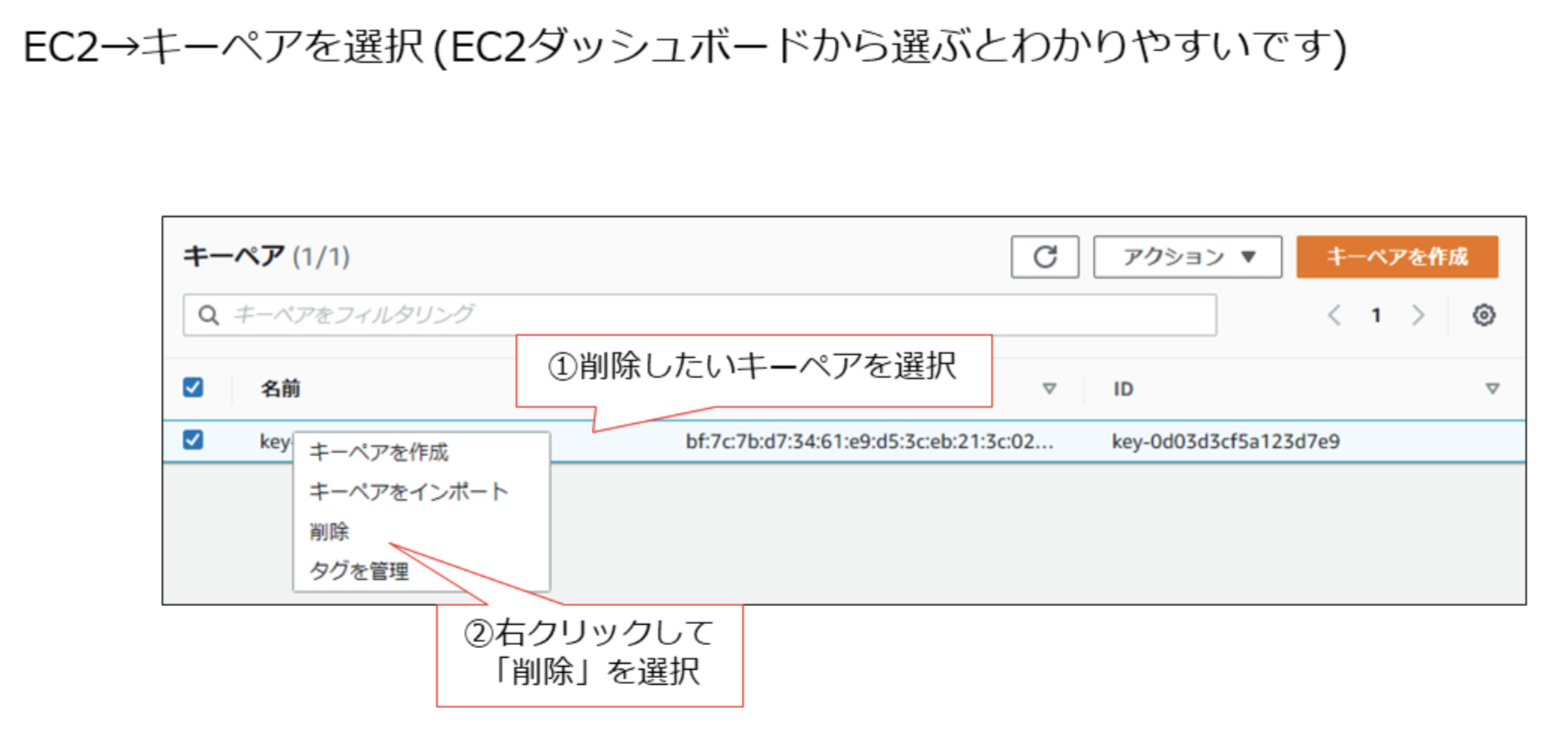 EC2→キーペアを選択 (EC2ダッシュボードから選ぶとわかりやすいです)
キーペア (1/1)
アクション ▼
キーペアを作成
キーペアをフィルタリング
1
①削除したいキーペアを選択
名前
ID
key-
bf:7c:7b:d7:34:61:e9:d5:3c:eb:21:3c:02...
key-0d03d3cf5a123d7e9
キーペアを作成
キーペアをインポート
削除
タグを管理
②右クリックして
「削除」を選択